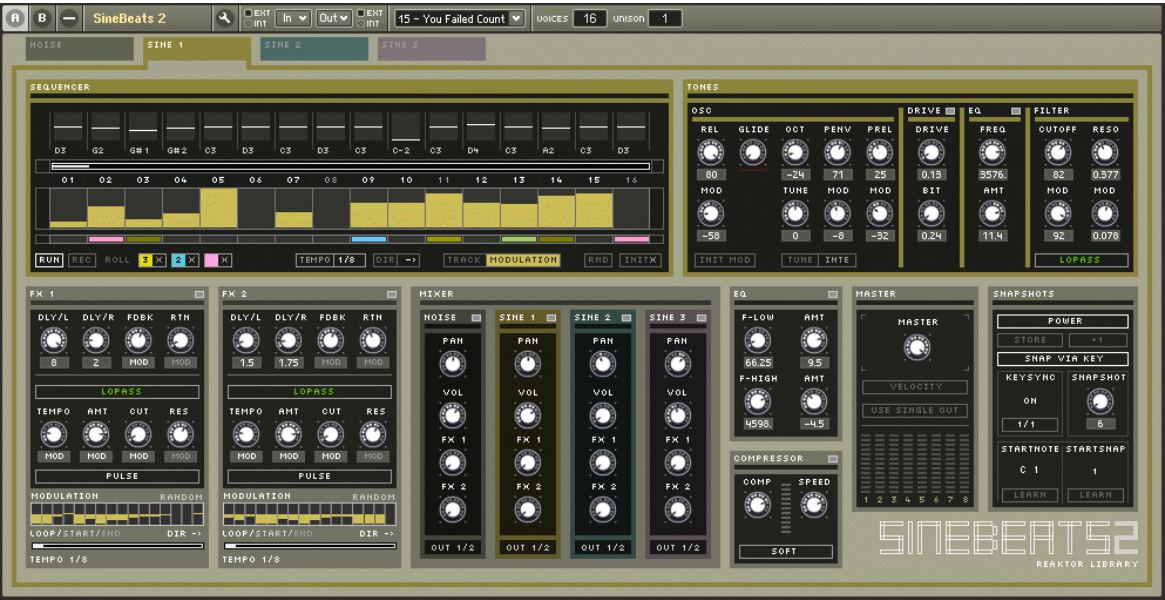 A B SineBeats 2 EXT INT In Out EXT INT 15 - You Failed Count VOICES 16 UNISON 1
NOISE SINE 1 SINE 2 SINE 3
SEQUENCER
D3 G2 G#1 G#2 C3 D3 C3 D3 C3 C-2 C3 D4 C3 A2 C3 D3
01 02 03 04 05 06 07 08 09 10 11 12 13 14 15 16
RUN REC ROLL 3 X 2 X X TEMPO 1/8 DIR -> TRACK MODULATION RND INIT X
TONES
OSC DRIVE EQ FILTER
REL GLIDE OCT PENV PREL DRIVE FREQ CUTOFF RESO
80 -24 71 25 0.13 3576. 82 0.377
MOD TUNE MOD MOD BIT AMT MOD MOD
-58 0 -8 -32 0.24 11.4 92 0.078
INIT MOD TUNE INTE LOPASS
FX 1
DLY/L DLY/R FDBK RTN
8 2 MOD MOD
LOPASS
TEMPO AMT CUT RES
MOD MOD MOD MOD
PULSE
MODULATION RANDOM
LOOP/START/END DIR ->
TEMPO 1/8
FX 2
DLY/L DLY/R FDBK RTN
1.5 1.75 MOD MOD
LOPASS
TEMPO AMT CUT RES
MOD MOD MOD MOD
PULSE
MODULATION RANDOM
LOOP/START/END DIR ->
TEMPO 1/8
MIXER
NOISE SINE 1 SINE 2 SINE 3
PAN PAN PAN PAN
VOL VOL VOL VOL
FX 1 FX 1 FX 1 FX 1
FX 2 FX 2 FX 2 FX 2
OUT 1/2 OUT 1/2 OUT 1/2 OUT 1/2
EQ
F-LOW AMT
66.25 9.5
F-HIGH AMT
4598. -4.5
COMPRESSOR
COMP SPEED
SOFT
MASTER
MASTER
VELOCITY
USE SINGLE OUT
1 2 3 4 5 6 7 8
SNAPSHOTS
POWER
STORE +1
SNAP VIA KEY
KEYSYNC SNAPSHOT
ON
1/1 6
STARTNOTE STARTSNAP
C 1 1
LEARN LEARN
SINEBEATS2
REAKTOR LIBRARY